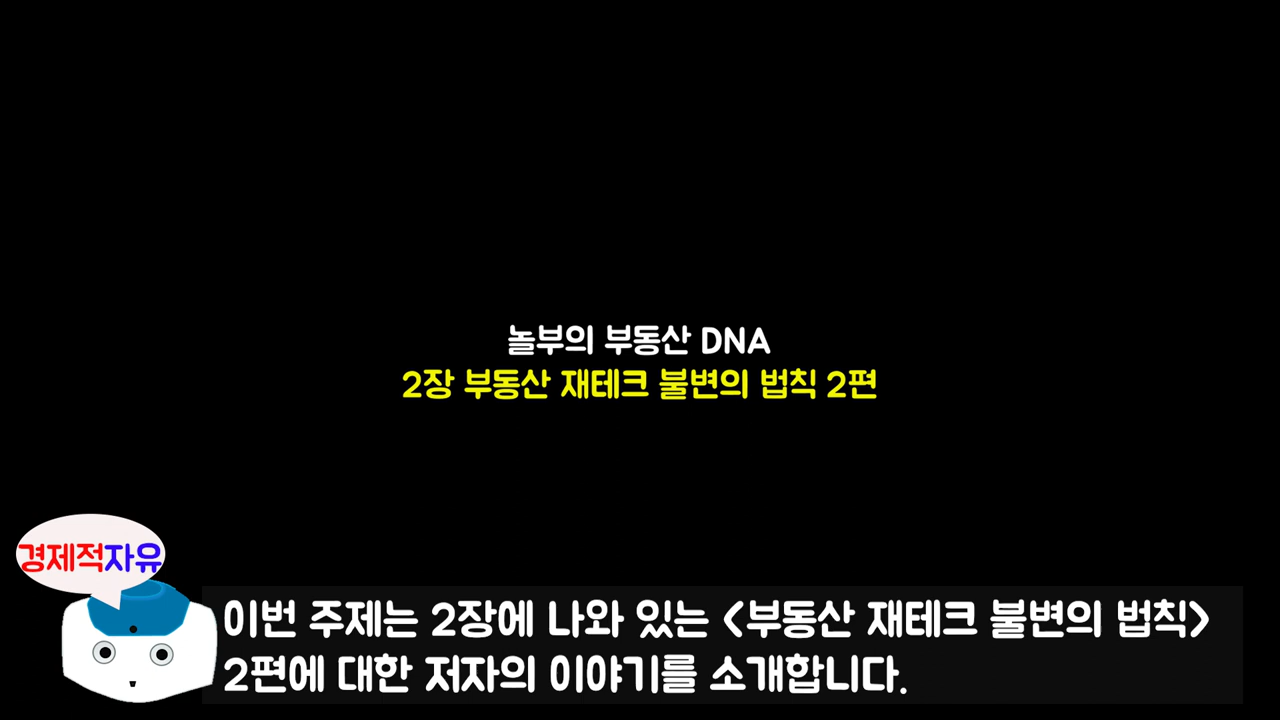 놀부의 부동산 DNA
2장 부동산 재테크 불변의 법칙 2편
경제적자유
이번 주제는 2장에 나와 있는 <부동산 재테크 불변의 법칙>
2편에 대한 저자의 이야기를 소개합니다.